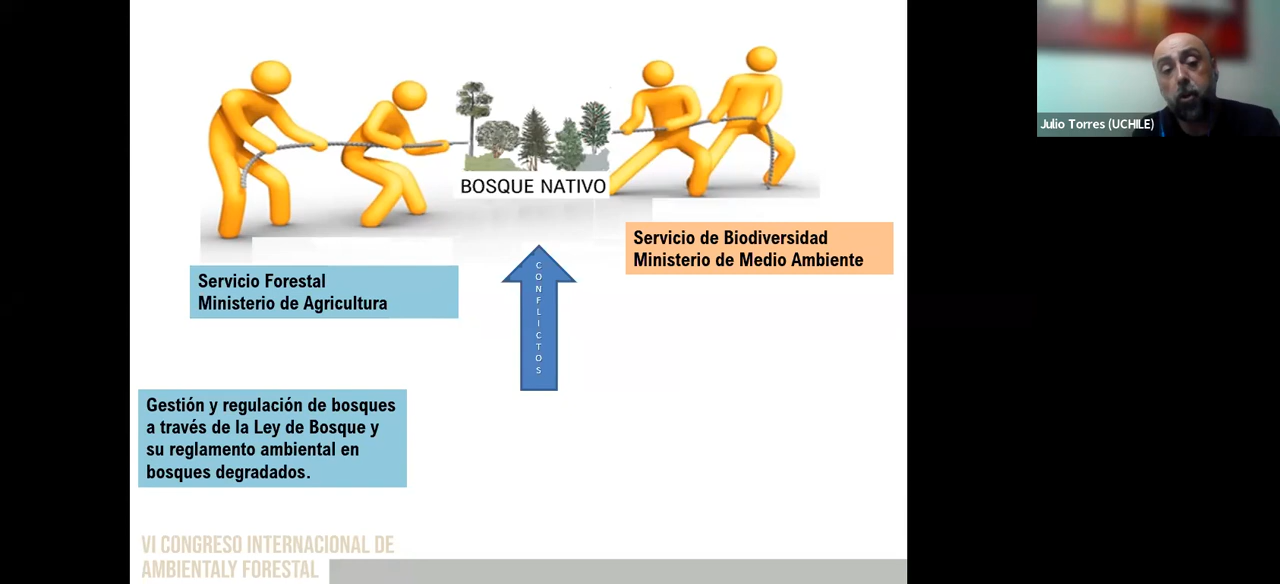 BOSQUE NATIVO
Servicio Forestal
Ministerio de Agricultura
Servicio de Biodiversidad
Ministerio de Medio Ambiente
CONFLICTOS
Gestión y regulación de bosques
a través de la Ley de Bosque y
su reglamento ambiental en
bosques degradados.
VI CONGRESO INTERNACIONAL DE
AMBIENTALY FORESTAL
Julio Torres (UCHILE)